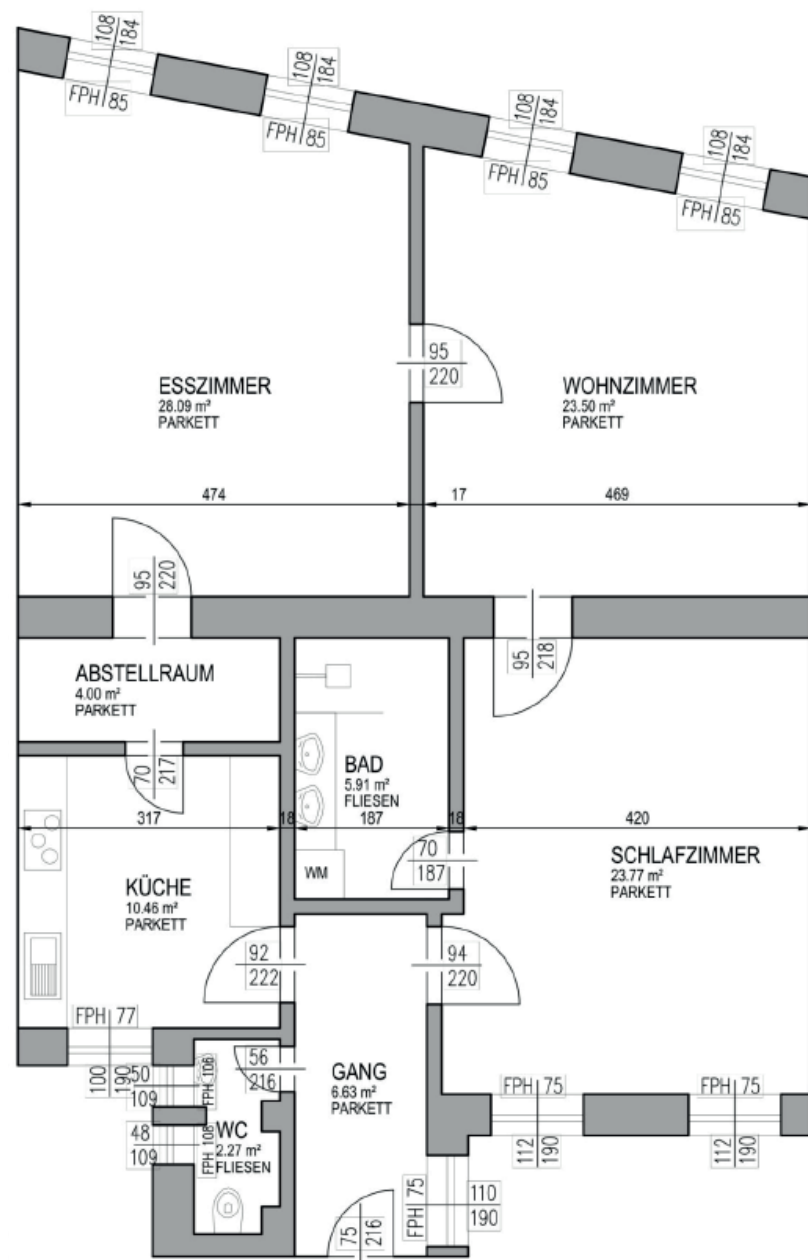 108
184
FPH 85
108
184
FPH 85
108
184
FPH 85
108
184
FPH 85
95
220
ESSZIMMER
28.09 m²
PARKETT
WOHNZIMMER
23.50 m²
PARKETT
474
17
469
95
220
95
218
ABSTELLRAUM
4.00 m²
PARKETT
70
217
BAD
5.91 m²
FLIESEN
317
18
187
18
420
70
187
WM
SCHLAFZIMMER
23.77 m²
PARKETT
KÜCHE
10.46 m²
PARKETT
92
222
94
220
FPH 77
100
190
50
109
FPH 106
56
216
GANG
6.63 m²
PARKETT
FPH 75
112
190
FPH 75
112
190
48
109
FPH 108
WC
2.27 m²
FLIESEN
FPH 75
110
190
75
216